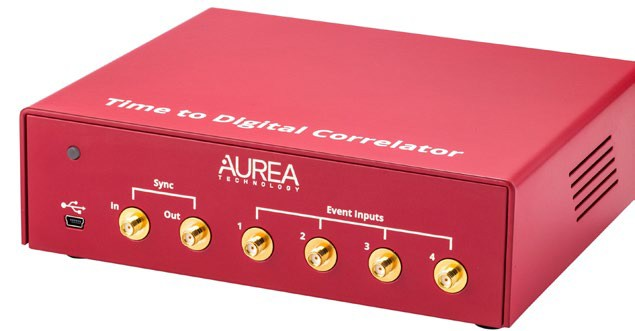 Time to Digital Correlator
AUREA
TECHNOLOGY
Sync
In
Out
Event Inputs
1
2
3
4